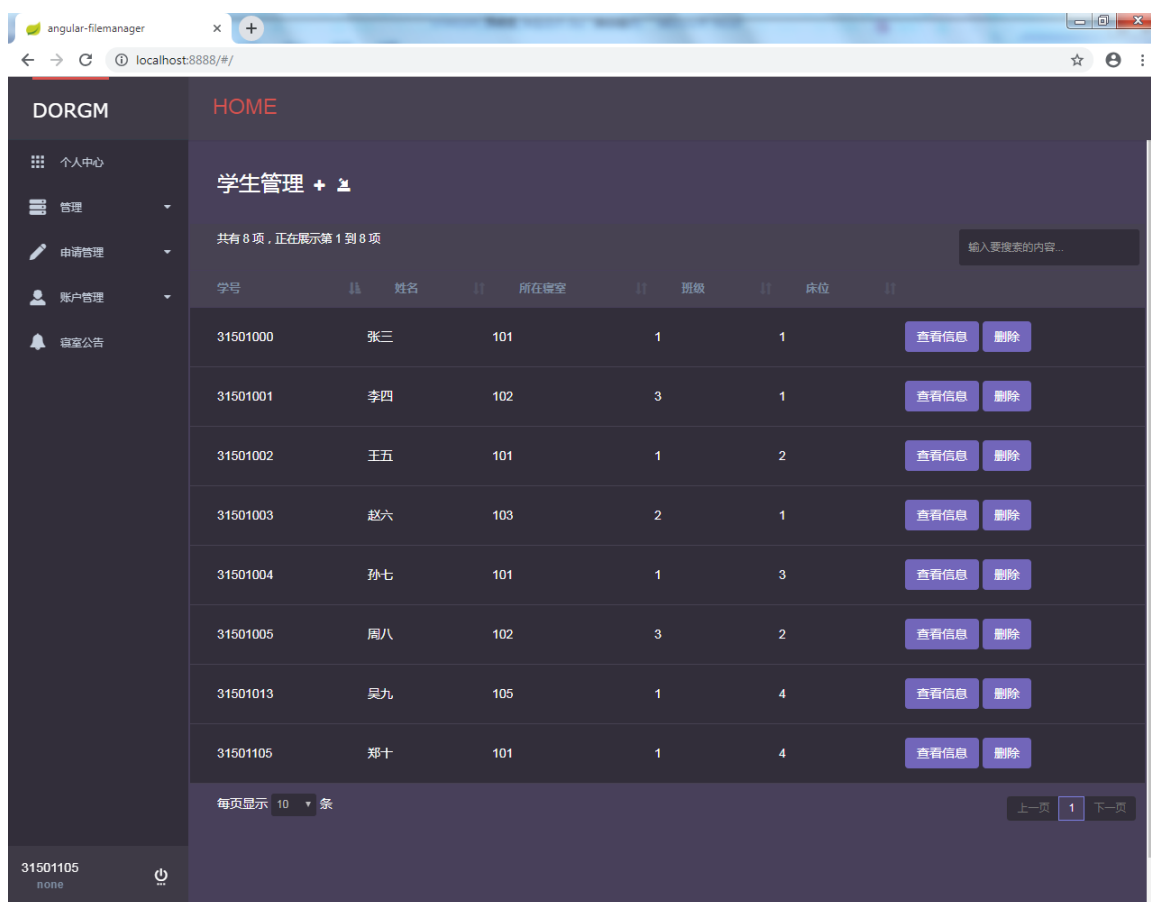 angular-filemanager
localhost:8888/#/
DORGM
HOME
个人中心
管理
申请管理
账户管理
寝室公告
学生管理
共有 8 项，正在展示第 1 到 8 项
输入要搜素的内容...
学号 姓名 所在寝室 班级 床位
31501000 张三 101 1 1 查看信息 删除
31501001 李四 102 3 1 查看信息 删除
31501002 王五 101 1 2 查看信息 删除
31501003 赵六 103 2 1 查看信息 删除
31501004 孙七 101 1 3 查看信息 删除
31501005 周八 102 3 2 查看信息 删除
31501013 吴九 105 1 4 查看信息 删除
31501105 郑十 101 1 4 查看信息 删除
每页显示 10 条
上一页 1 下一页
31501105
none